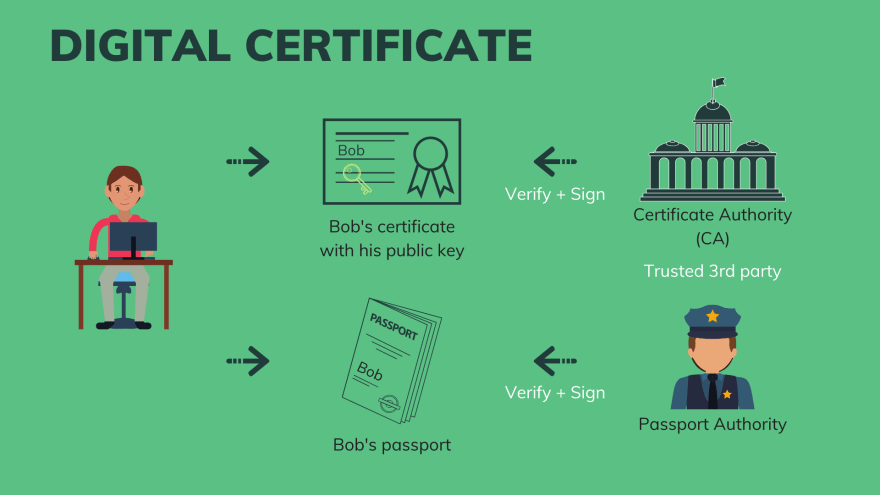 DIGITAL CERTIFICATE
Bob
Verify + Sign
Bob's certificate
with his public key
Certificate Authority
(CA)
Trusted 3rd party
PASSPORT
Bob
Verify + Sign
Bob's passport
Passport Authority